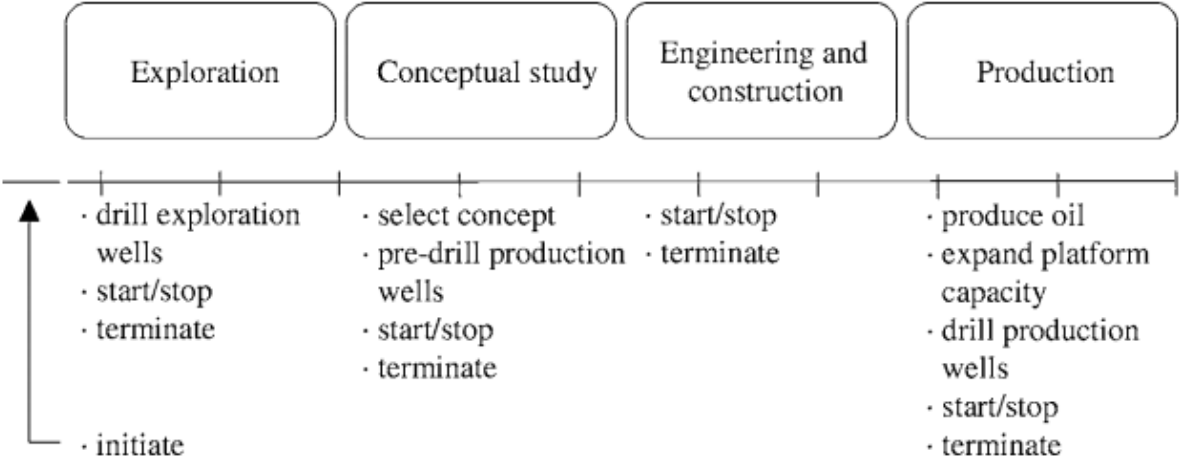 Exploration
Conceptual study
Engineering and
construction
Production
· drill exploration
wells
· start/stop
· terminate
· initiate
· select concept
· pre-drill production
wells
· start/stop
· terminate
· start/stop
· terminate
· produce oil
· expand platform
capacity
· drill production
wells
· start/stop
· terminate